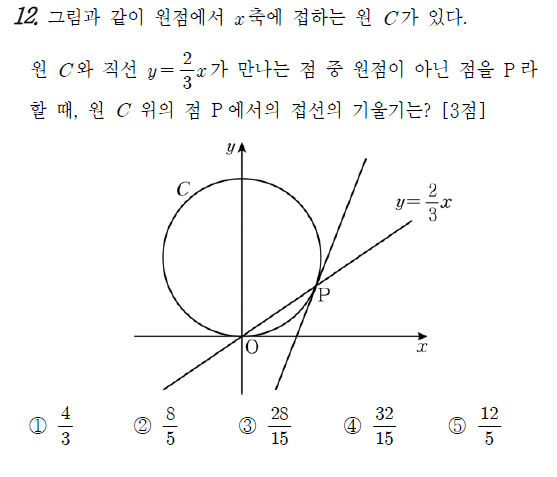 12. 그림과 같이 원점에서 x축에 접하는 원 C가 있다.
원 C와 직선 y=2/3x가 만나는 점 중 원점이 아닌 점을 P라
할 때, 원 C 위의 점 P에서의 접선의 기울기는? [3점]
y
C
y=2/3x
P
O
x
① 4/3 ② 8/5 ③ 28/15 ④ 32/15 ⑤ 12/5